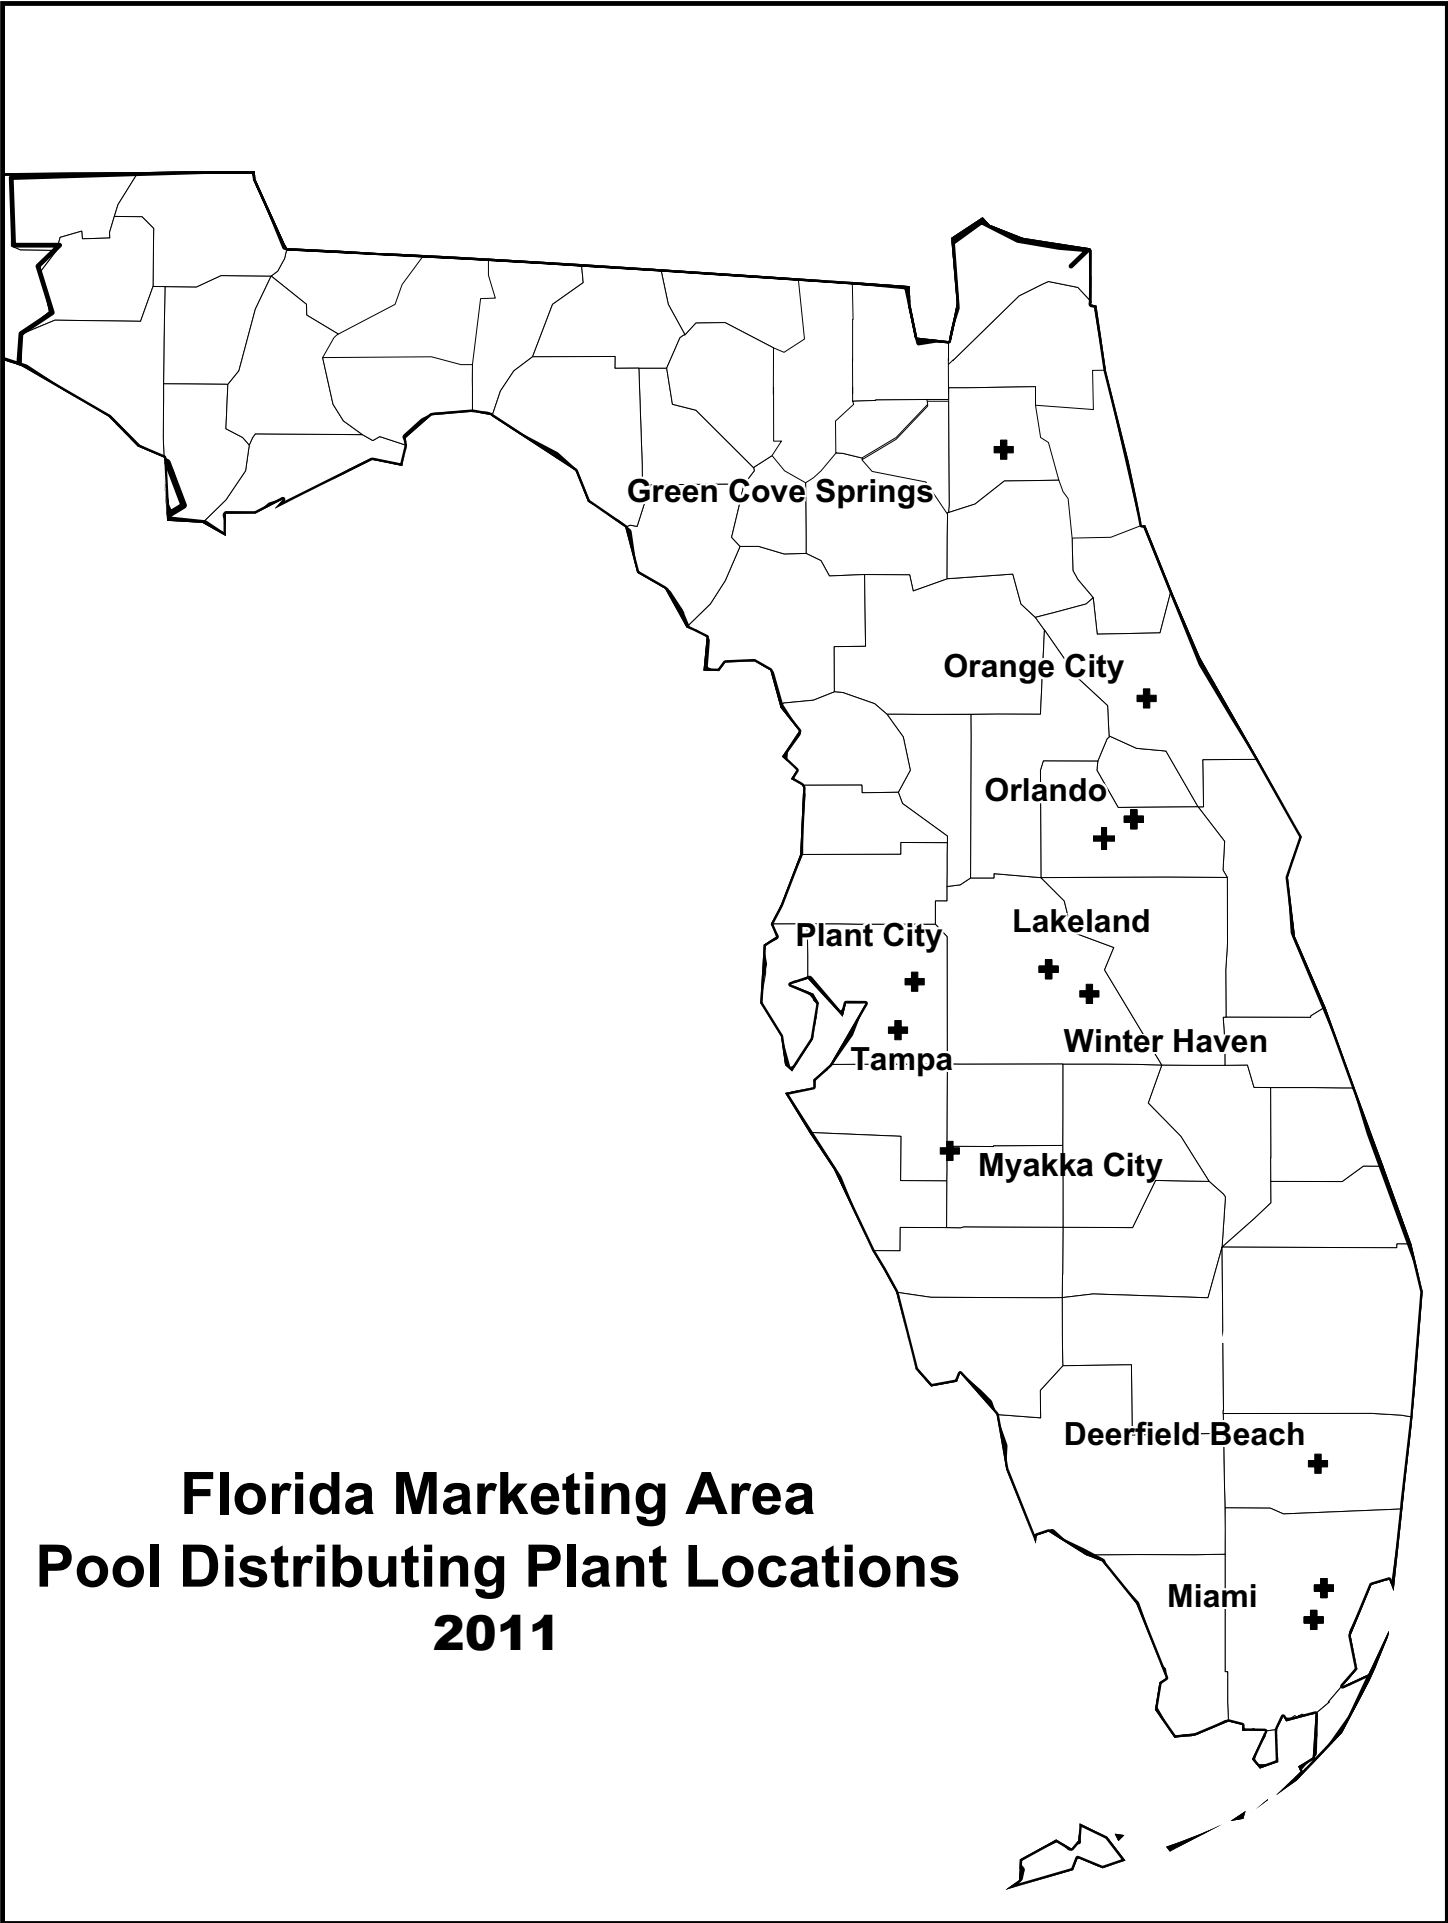 Green Cove Springs
Orange City
Orlando
Lakeland
Plant City
Winter Haven
Tampa
Myakka City
Deerfield Beach
Florida Marketing Area
Pool Distributing Plant Locations
2011
Miami